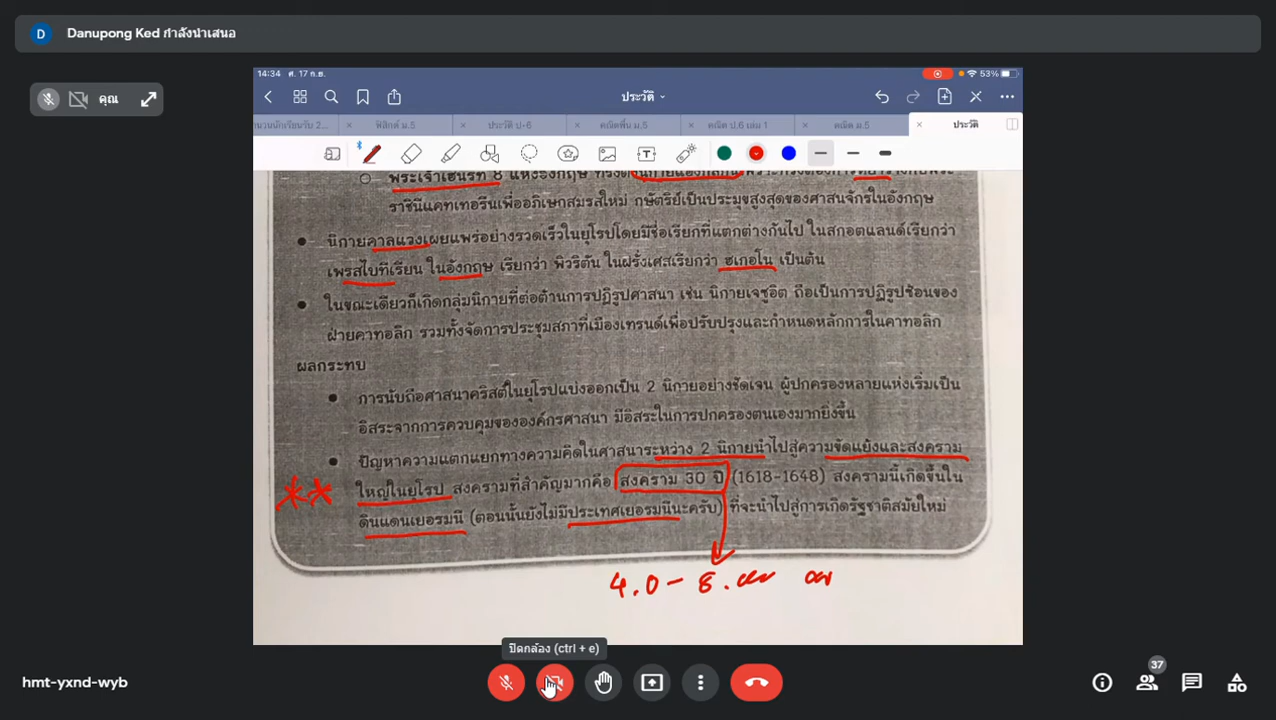 Danupong Ked กำลังนำเสนอ
คุณ
14:34 ศ. 17 ก.ย.
53%
ประวัติ
ฟิสิกส์ ม.5
ประวัติ ป-6
คณิตพื้น ม.5
คณิต ป.6 เล่ม 1
คณิต ม.5
ประวัติ
พระเจ้าเฮนรีที่ 8 แห่งอังกฤษ
ราชินีแคทเทอรีนเพื่ออภิเษกสมรสใหม่ กษัตริย์เป็นประมุขสูงสุดของศาสนจักรในอังกฤษ
นิกายคาลแวงเผยแพร่อย่างรวดเร็วในยุโรปโดยมีชื่อเรียกที่แตกต่างกันไป ในสกอตแลนด์เรียกว่า
เพรสไบทีเรียน ในอังกฤษ เรียกว่า พิวริตัน ในฝรั่งเศสเรียกว่า ฮเกอโน เป็นต้น
ในขณะเดียวก็เกิดกลุ่มนิกายที่ต่อต้านการปฏิรูปศาสนา เช่น นิกายเจซูอิต ถือเป็นการปฏิรูปซ้อนของ
ฝ่ายคาทอลิก รวมทั้งจัดการประชุมสภาที่เมืองเทรนต์เพื่อปรับปรุงและกำหนดหลักการในคาทอลิก
ผลกระทบ
การนับถือศาสนาคริสต์ในยุโรปแบ่งออกเป็น 2 นิกายอย่างชัดเจน ผู้ปกครองหลายแห่งเริ่มเป็น
อิสระจากการควบคุมขององค์กรศาสนา มีอิสระในการปกครองตนเองมากยิ่งขึ้น
ปัญหาความแตกแยกทางความคิดในศาสนาระหว่าง 2 นิกายนำไปสู่ความขัดแย้งและสงคราม
ใหญ่ในยุโรป สงครามที่สำคัญมากคือ สงคราม 30 ปี (1618-1648) สงครามนี้เกิดขึ้นใน
ดินแดนเยอรมนี (ตอนนั้นยังไม่มีประเทศเยอรมนีนะครับ) ที่จะนำไปสู่การเกิดรัฐชาติสมัยใหม่
4.0 - 8.
ปิดกล้อง (ctrl + e)
hmt-yxnd-wyb
37